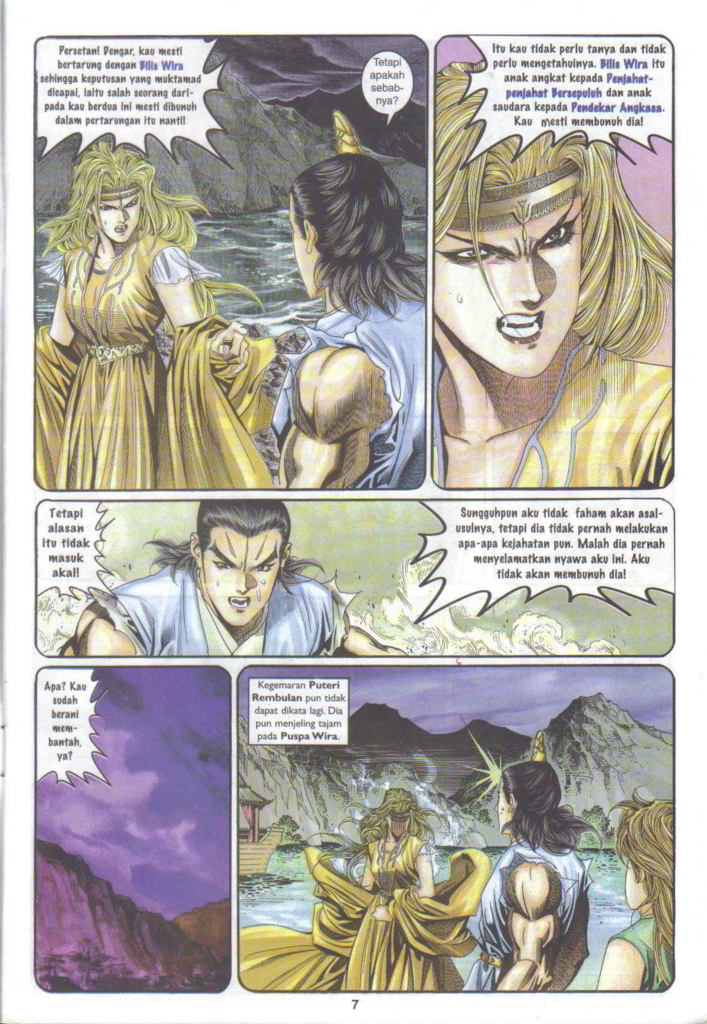 Persetan! Dengar, kau mesti
bertarung dengan Bilis Wira
sehingga keputusan yang muktamad
dicapai, iaitu salah seorang dari-
pada kau berdua ini mesti dibunuh
dalam pertarungan itu nanti!
Tetapi
apakah
sebab-
nya?
Itu kau tidak perlu tanya dan tidak
perlu mengetahuinya. Bilis Wira itu
anak angkat kepada Penjahat-
penjahat Bersepuluh dan anak
saudara kepada Pendekar Angkasa.
Kau mesti membunuh dia!
Tetapi
alasan
itu tidak
masuk
akal!
Sungguhpun aku tidak faham akan asal-
usulnya, tetapi dia tidak pernah melakukan
apa-apa kejahatan pun. Malah dia pernah
menyelamatkan nyawa aku ini. Aku
tidak akan membunuh dia!
Apa? Kau
sudah
berani
mem-
bantah,
ya?
Kegemaran Puteri
Rembulan pun tidak
dapat dikata lagi. Dia
pun menjeling tajam
pada Puspa Wira.
7